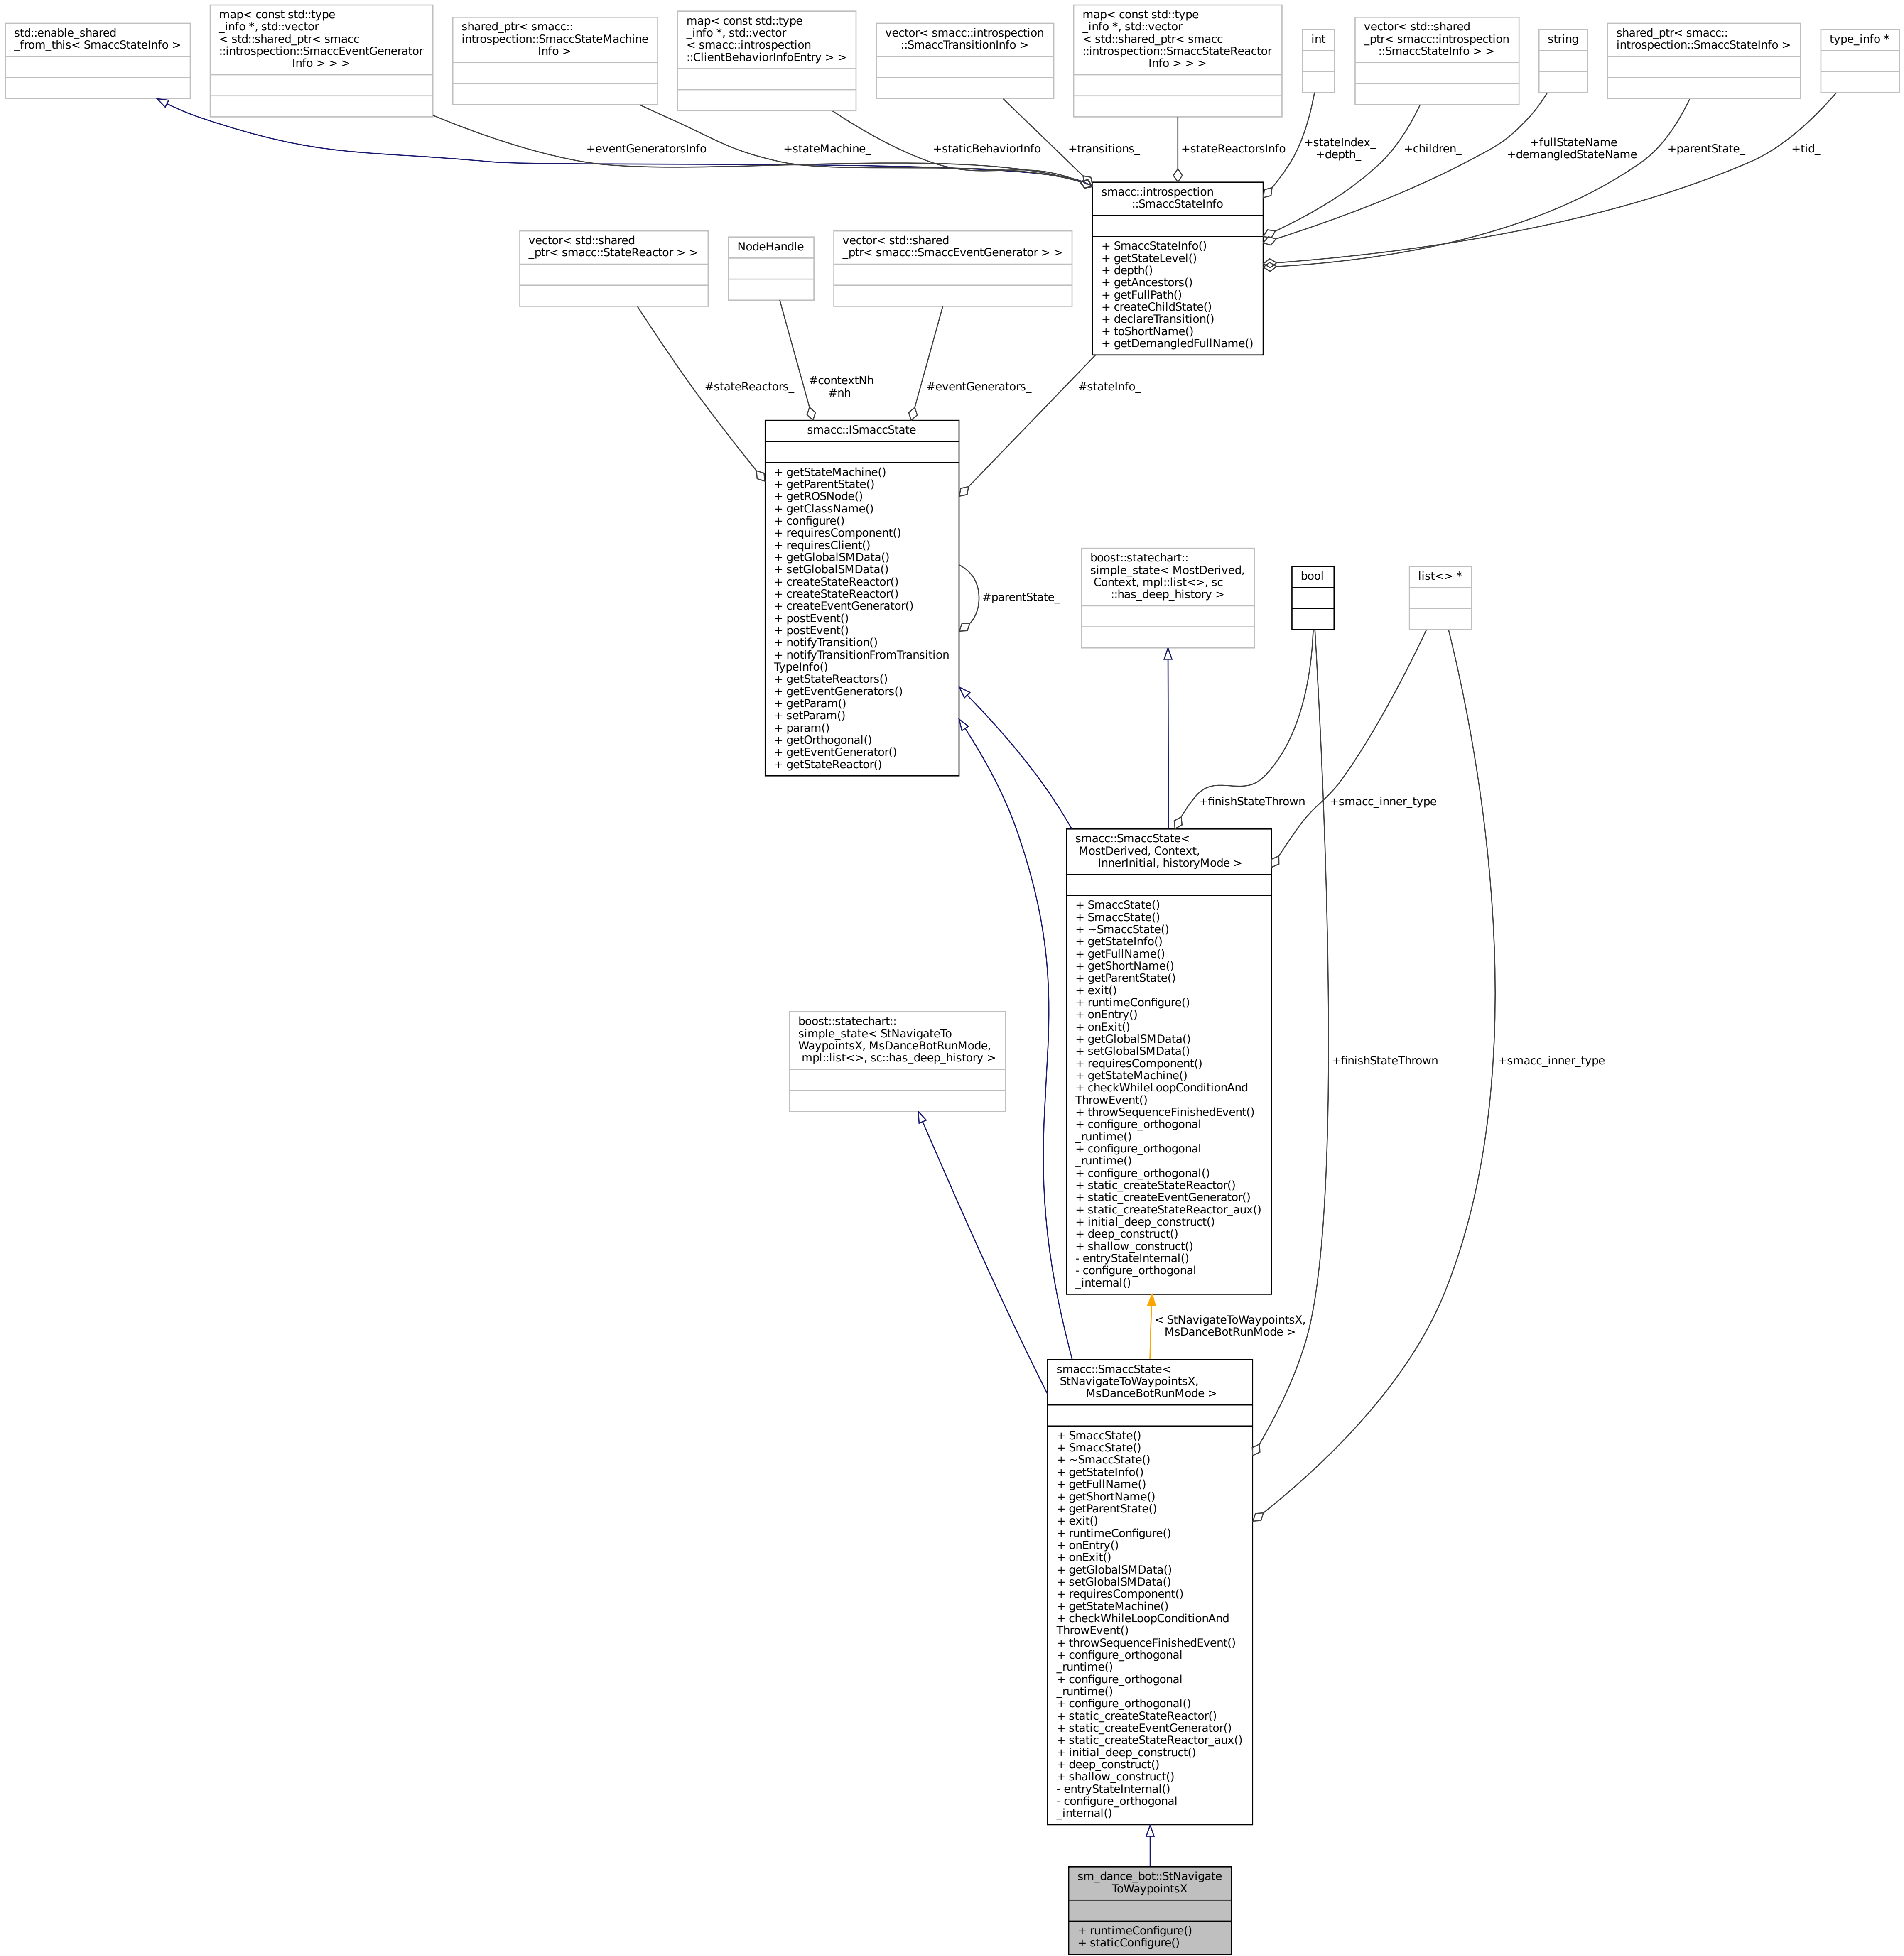 std::enable_shared
_from_this< SmaccStateInfo >
map< const std::type
_info *, std::vector
< std::shared_ptr< smacc
::introspection::SmaccEventGenerator
Info > > >
shared_ptr< smacc::
introspection::SmaccStateMachine
Info >
map< const std::type
_info *, std::vector
< smacc::introspection
::ClientBehaviorInfoEntry > >
vector< smacc::introspection
::SmaccTransitionInfo >
map< const std::type
_info *, std::vector
< std::shared_ptr< smacc
::introspection::SmaccStateReactor
Info > > >
int
vector< std::shared
_ptr< smacc::introspection
::SmaccStateInfo > >
string
shared_ptr< smacc::
introspection::SmaccStateInfo >
type_info *
+eventGeneratorsInfo
+stateMachine_
+staticBehaviorInfo
+transitions_
+stateReactorsInfo
+stateIndex_
+depth_
+children_
+fullStateName
+demangledStateName
+parentState_
+tid_
smacc::introspection
::SmaccStateInfo
+ SmaccStateInfo()
+ getStateLevel()
+ depth()
+ getAncestors()
+ getFullPath()
+ createChildState()
+ declareTransition()
+ toShortName()
+ getDemangledFullName()
vector< std::shared
_ptr< smacc::StateReactor > >
NodeHandle
vector< std::shared
_ptr< smacc::SmaccEventGenerator > >
#stateReactors_
#contextNh
#nh
#eventGenerators_
#stateInfo_
smacc::ISmaccState
+ getStateMachine()
+ getParentState()
+ getROSNode()
+ getClassName()
+ configure()
+ requiresComponent()
+ requiresClient()
+ getGlobalSMData()
+ setGlobalSMData()
+ createStateReactor()
+ createStateReactor()
+ createEventGenerator()
+ postEvent()
+ postEvent()
+ notifyTransition()
+ notifyTransitionFromTransition
TypeInfo()
+ getStateReactors()
+ getEventGenerators()
+ getParam()
+ setParam()
+ param()
+ getOrthogonal()
+ getEventGenerator()
+ getStateReactor()
#parentState_
boost::statechart::
simple_state< MostDerived,
Context, mpl::list<>, sc
::has_deep_history >
bool
list<> *
+finishStateThrown
+smacc_inner_type
smacc::SmaccState<
MostDerived, Context,
InnerInitial, historyMode >
+ SmaccState()
+ SmaccState()
+ ~SmaccState()
+ getStateInfo()
+ getFullName()
+ getShortName()
+ getParentState()
+ exit()
+ runtimeConfigure()
+ onEntry()
+ onExit()
+ getGlobalSMData()
+ setGlobalSMData()
+ requiresComponent()
+ getStateMachine()
+ checkWhileLoopConditionAnd
ThrowEvent()
+ throwSequenceFinishedEvent()
+ configure_orthogonal
_runtime()
+ configure_orthogonal
_runtime()
+ configure_orthogonal()
+ static_createStateReactor()
+ static_createEventGenerator()
+ static_createStateReactor_aux()
+ initial_deep_construct()
+ deep_construct()
+ shallow_construct()
- entryStateInternal()
- configure_orthogonal
_internal()
boost::statechart::
simple_state< StNavigateTo
WaypointsX, MsDanceBotRunMode,
mpl::list<>, sc::has_deep_history >
+finishStateThrown
+smacc_inner_type
< StNavigateToWaypointsX,
MsDanceBotRunMode >
smacc::SmaccState<
StNavigateToWaypointsX,
MsDanceBotRunMode >
+ SmaccState()
+ SmaccState()
+ ~SmaccState()
+ getStateInfo()
+ getFullName()
+ getShortName()
+ getParentState()
+ exit()
+ runtimeConfigure()
+ onEntry()
+ onExit()
+ getGlobalSMData()
+ setGlobalSMData()
+ requiresComponent()
+ getStateMachine()
+ checkWhileLoopConditionAnd
ThrowEvent()
+ throwSequenceFinishedEvent()
+ configure_orthogonal
_runtime()
+ configure_orthogonal
_runtime()
+ configure_orthogonal()
+ static_createStateReactor()
+ static_createEventGenerator()
+ static_createStateReactor_aux()
+ initial_deep_construct()
+ deep_construct()
+ shallow_construct()
- entryStateInternal()
- configure_orthogonal
_internal()
sm_dance_bot::StNavigate
ToWaypointsX
+ runtimeConfigure()
+ staticConfigure()